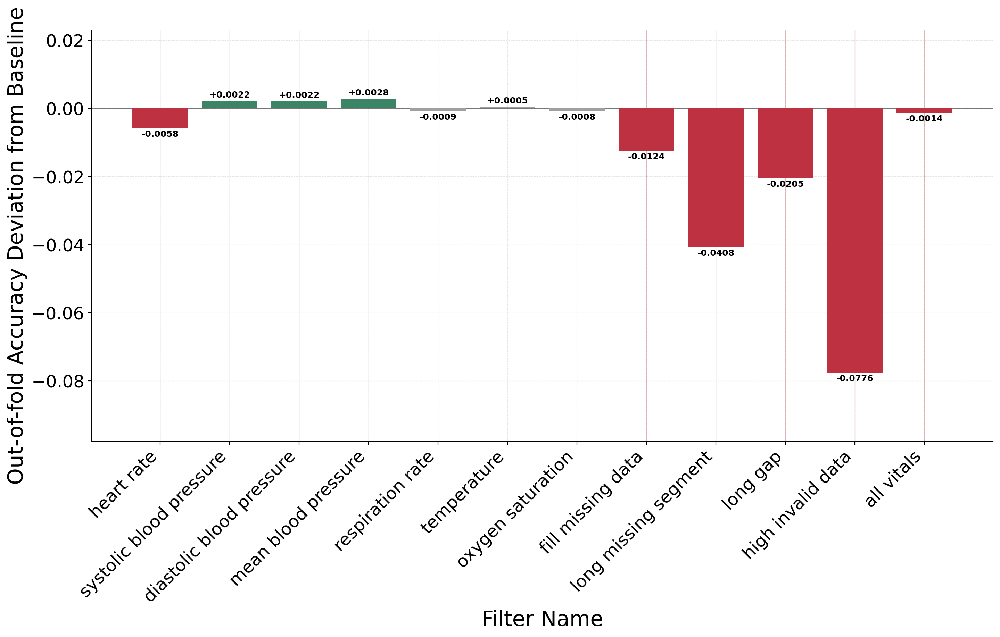 Out-of-fold Accuracy Deviation from Baseline
0.02
0.00
−0.02
−0.04
−0.06
−0.08
-0.0058
+0.0022
+0.0022
+0.0028
-0.0009
+0.0005
-0.0008
-0.0124
-0.0408
-0.0205
-0.0776
-0.0014
heart rate
systolic blood pressure
diastolic blood pressure
mean blood pressure
respiration rate
temperature
oxygen saturation
fill missing data
long missing segment
long gap
high invalid data
all vitals
Filter Name